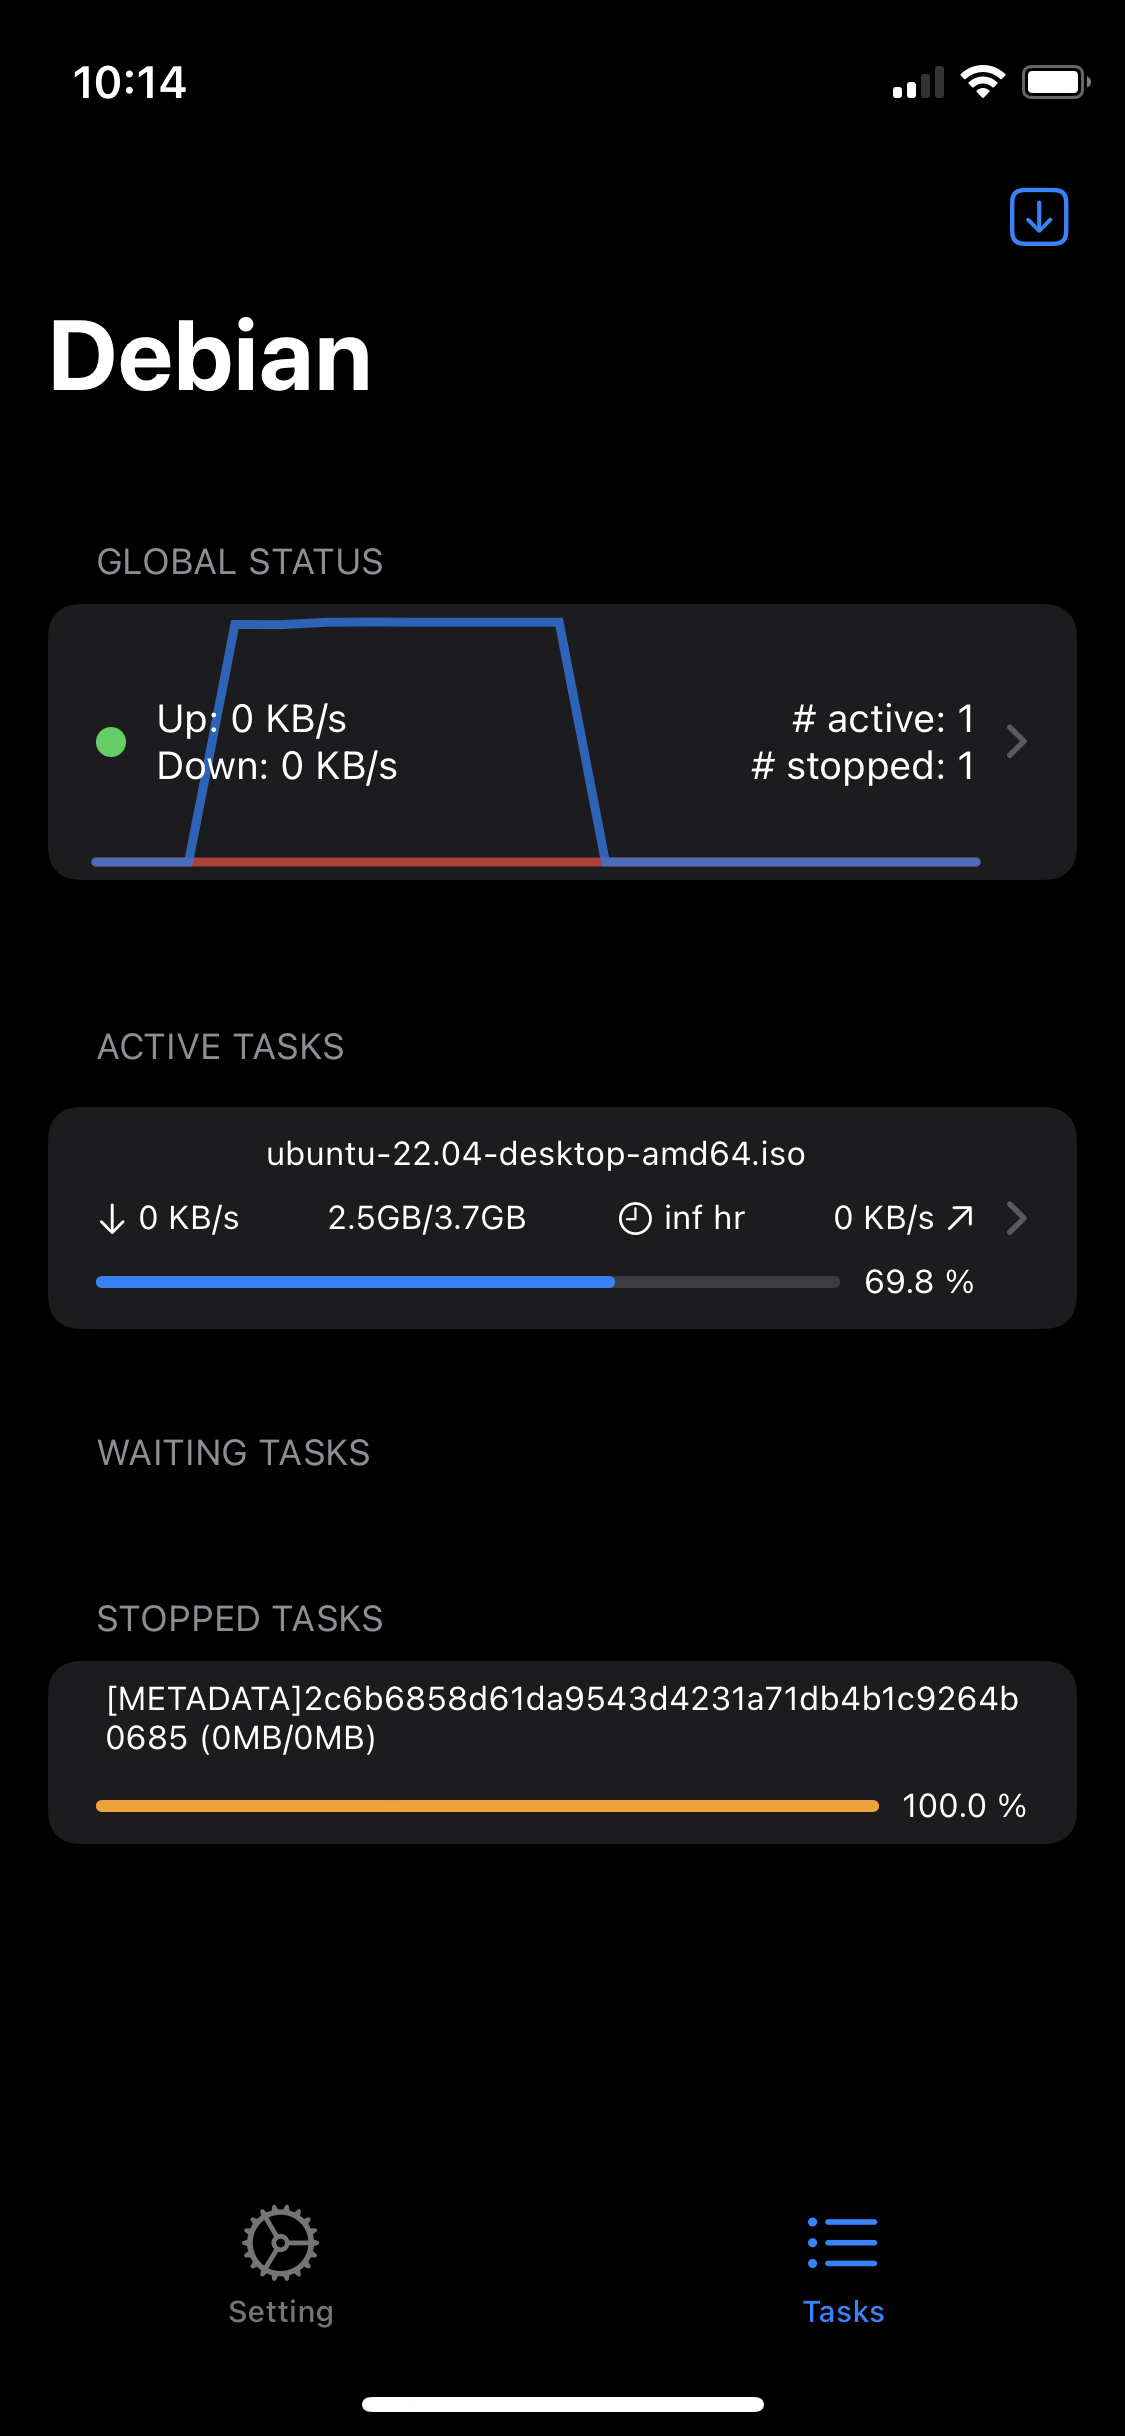 10:14
Debian
GLOBAL STATUS
Up: 0 KB/s
# active: 1
Down: 0 KB/s
# stopped: 1
ACTIVE TASKS
ubuntu-22.04-desktop-amd64.iso
0 KB/s 2.5GB/3.7GB inf hr 0 KB/s
69.8 %
WAITING TASKS
STOPPED TASKS
[METADATA]2c6b6858d61da9543d4231a71db4b1c9264b
0685 (0MB/0MB)
100.0 %
Setting
Tasks